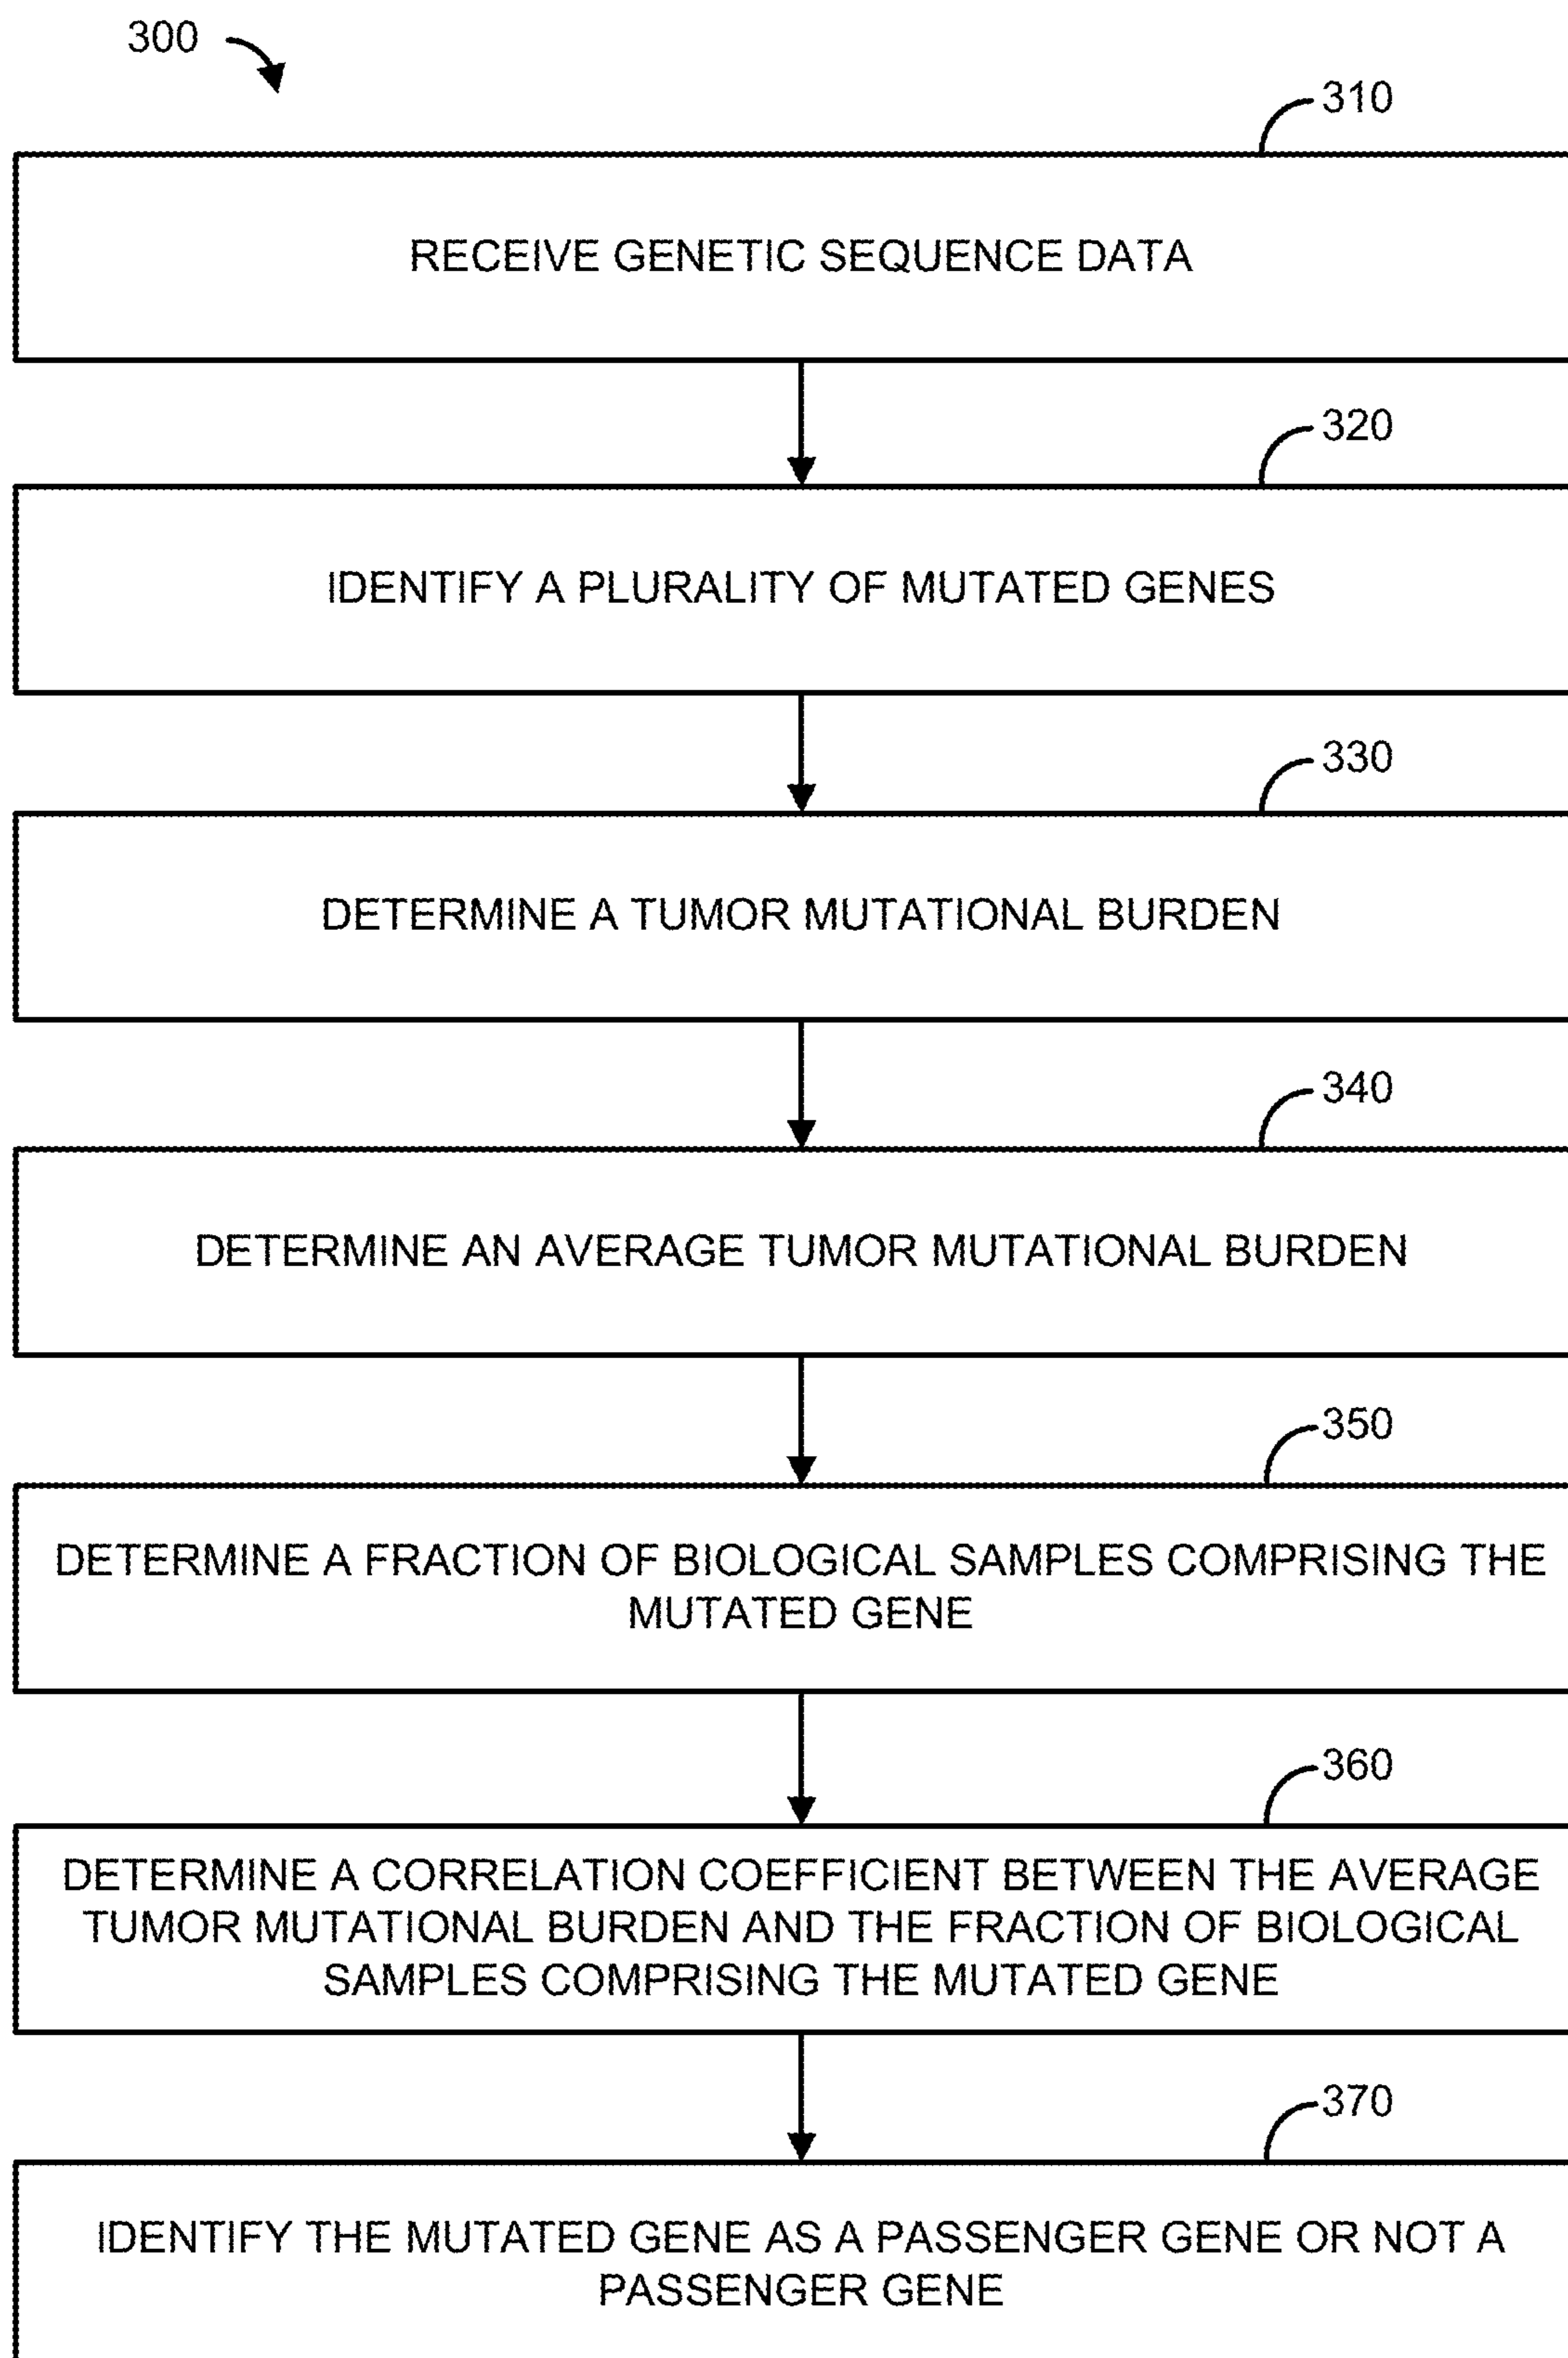 300
310
RECEIVE GENETIC SEQUENCE DATA
320
IDENTIFY A PLURALITY OF MUTATED GENES
330
DETERMINE A TUMOR MUTATIONAL BURDEN
340
DETERMINE AN AVERAGE TUMOR MUTATIONAL BURDEN
350
DETERMINE A FRACTION OF BIOLOGICAL SAMPLES COMPRISING THE
MUTATED GENE
360
DETERMINE A CORRELATION COEFFICIENT BETWEEN THE AVERAGE
TUMOR MUTATIONAL BURDEN AND THE FRACTION OF BIOLOGICAL
SAMPLES COMPRISING THE MUTATED GENE
370
IDENTIFY THE MUTATED GENE AS A PASSENGER GENE OR NOT A
PASSENGER GENE